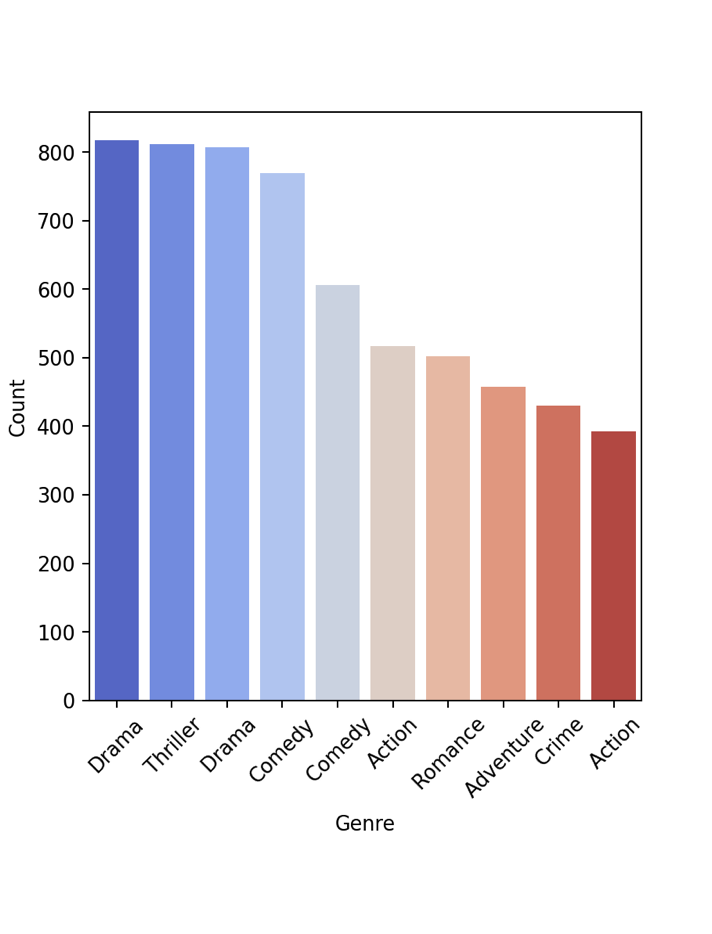 800
700
600
500
400
300
200
100
0
Count
Drama
Thriller
Drama
Comedy
Comedy
Action
Romance
Adventure
Crime
Action
Genre